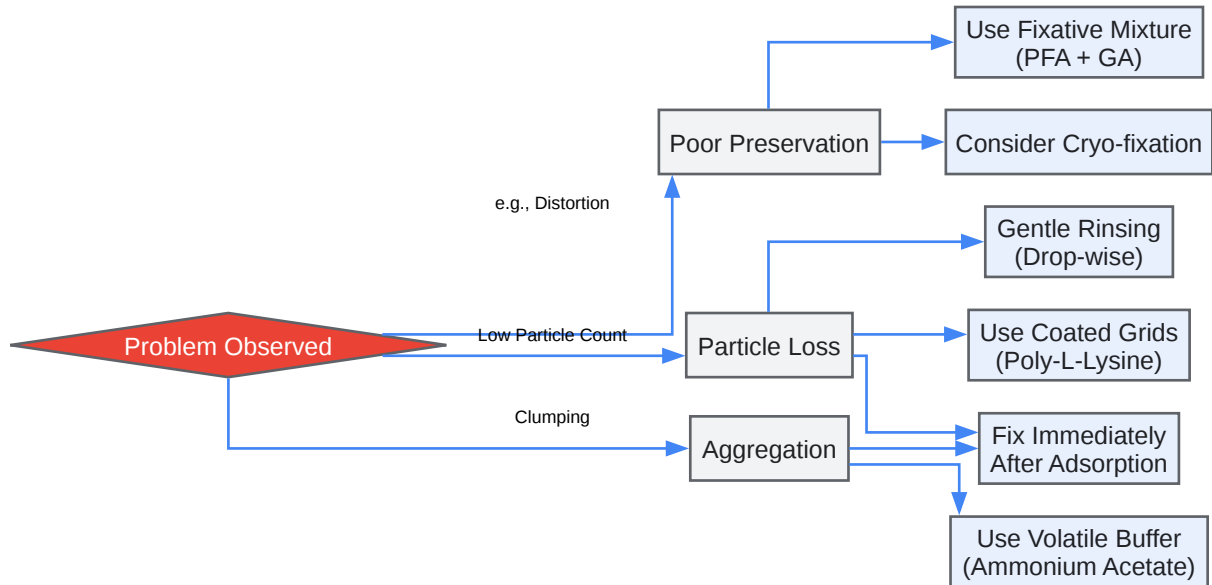 Use Fixative Mixture
(PFA + GA)
Poor Preservation
Consider Cryo-fixation
e.g., Distortion
Gentle Rinsing
(Drop-wise)
Problem Observed
Low Particle Count
Particle Loss
Use Coated Grids
(Poly-L-Lysine)
Clumping
Aggregation
Fix Immediately
After Adsorption
Use Volatile Buffer
(Ammonium Acetate)